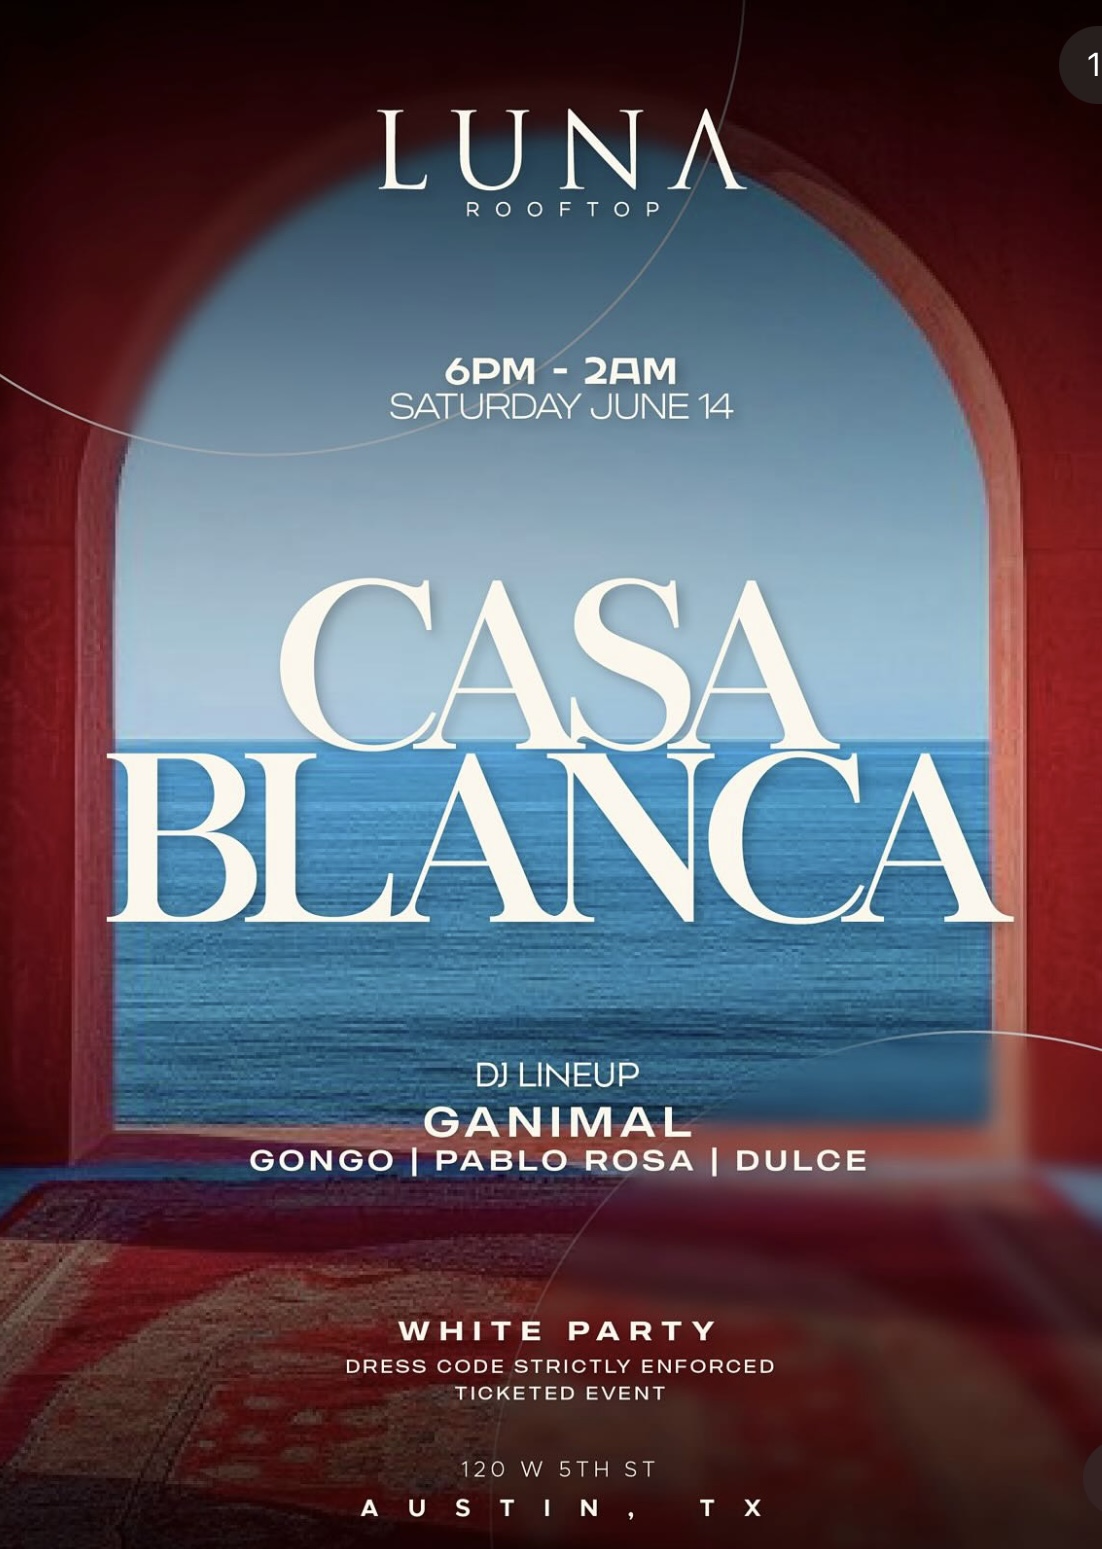 1
LUNA
ROOFTOP
6PM - 2AM
SATURDAY JUNE 14
CASA
BLANCA
DJ LINEUP
GANIMAL
GONGO | PABLO ROSA | DULCE
WHITE PARTY
DRESS CODE STRICTLY ENFORCED
TICKETED EVENT
120 W 5TH ST
AUSTIN, TX